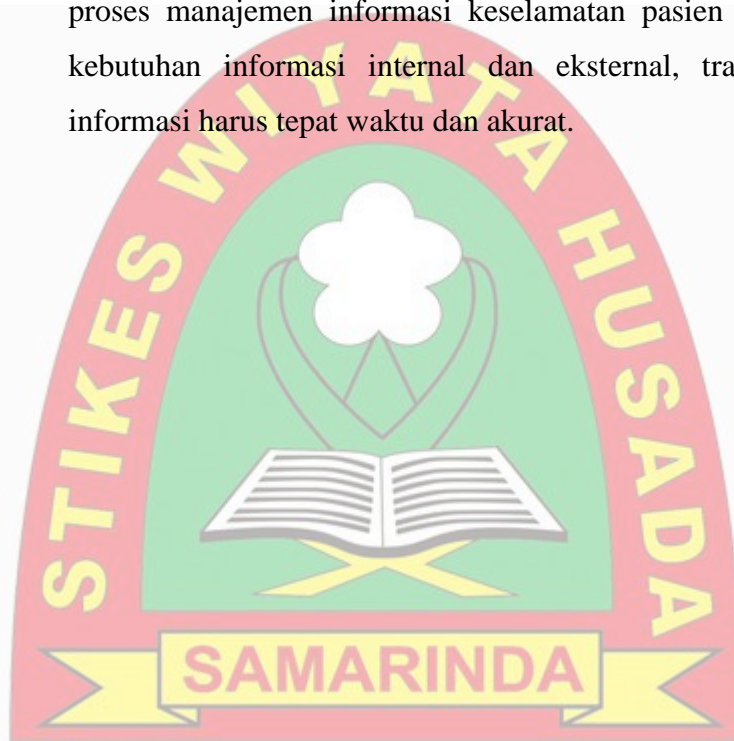 proses manajemen informasi keselamatan pasien
kebutuhan informasi internal dan eksternal, tra
informasi harus tepat waktu dan akurat.
STIKES WIYATA HUSADA
SAMARINDA